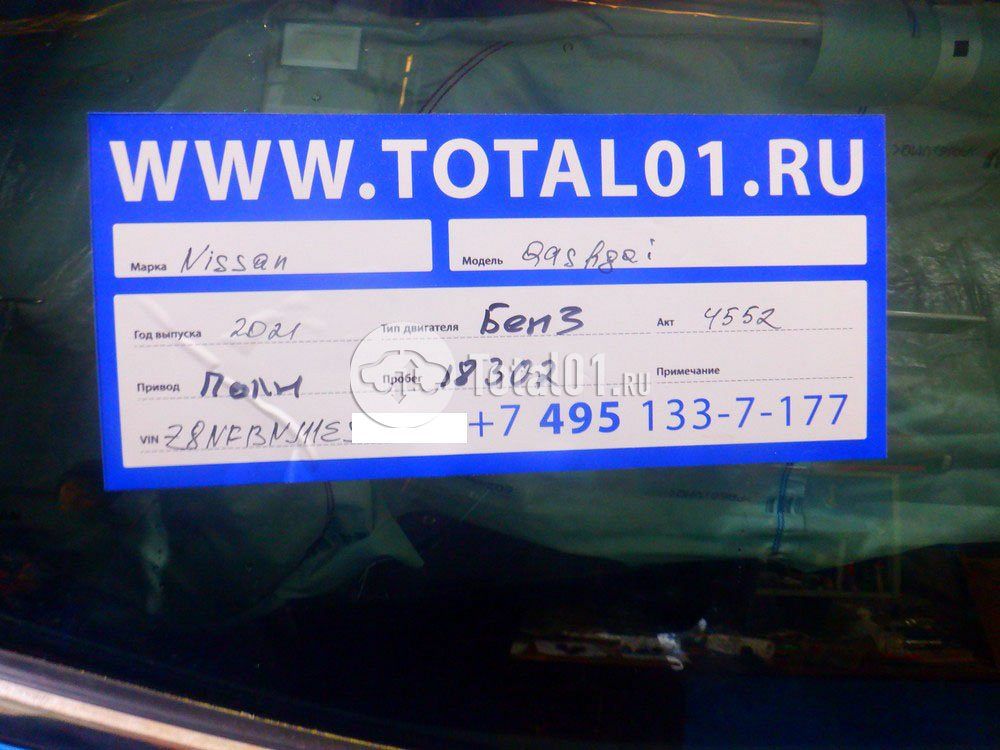 WWW.TOTAL01.RU
Марка Nissan Модель Qashqai
Год выпуска 2021 Тип двигателя Бенз Акт 4552
Привод Полн Пробег 18302 Примечание
Total01.RU
VIN Z8NFBNJ11ES +7 495 133-7-177